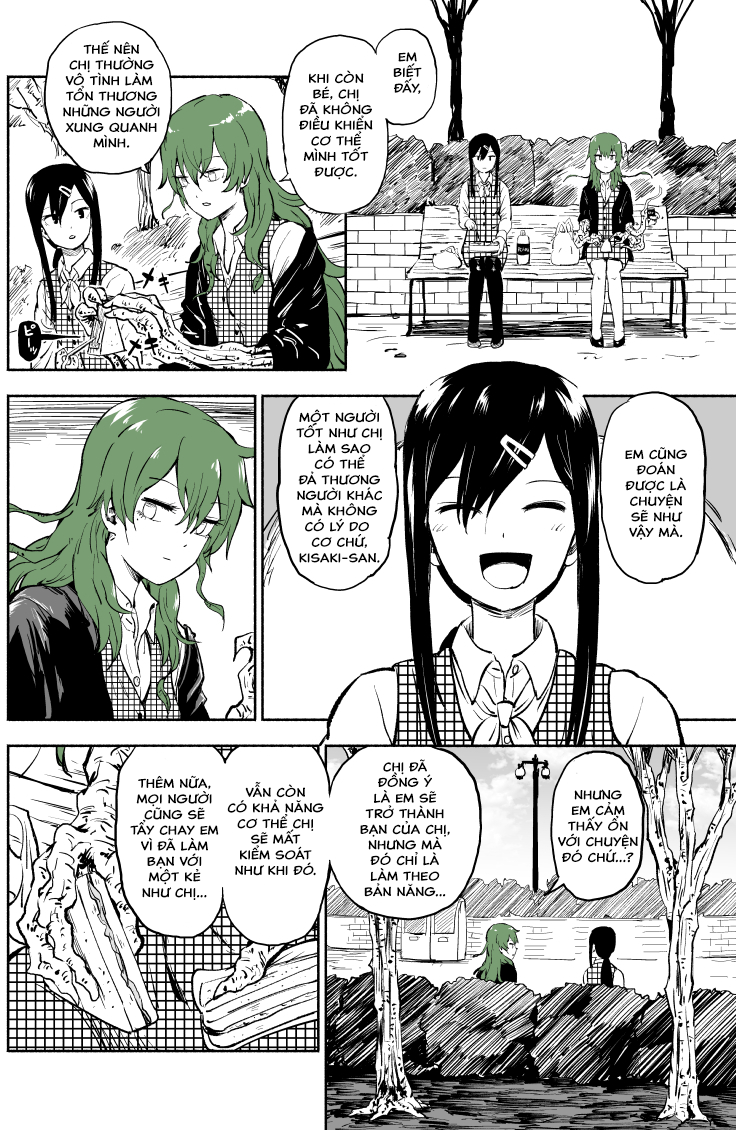 EM
BIẾT
ĐẤY,
KHI CÒN
BÉ, CHỊ
ĐÃ KHÔNG
ĐIỀU KHIỂN
CƠ THỂ
MÌNH TỐT
ĐƯỢC.
THẾ NÊN
CHỊ THƯỜNG
VÔ TÌNH LÀM
TỔN THƯƠNG
NHỮNG NGƯỜI
XUNG QUANH
MÌNH.
EM CŨNG
ĐOÁN
ĐƯỢC LÀ
CHUYỆN
SẼ NHƯ
VẬY MÀ.
MỘT NGƯỜI
TỐT NHƯ CHỊ
LÀM SAO
CÓ THỂ
ĐẢ THƯƠNG
NGƯỜI KHÁC
MÀ KHÔNG
CÓ LÝ DO
CƠ CHỨ,
KISAKI-SAN.
NHƯNG
EM CẢM
THẤY ỔN
VỚI CHUYỆN
ĐÓ CHỨ...?
CHỊ ĐÃ
ĐỒNG Ý
LÀ EM SẼ
TRỞ THÀNH
BẠN CỦA CHỊ,
NHƯNG MÀ
ĐÓ CHỈ LÀ
LÀM THEO
BẢN NĂNG...
VẪN CÒN
CÓ KHẢ NĂNG
CƠ THỂ CHỊ
SẼ MẤT
KIỂM SOÁT
NHƯ KHI ĐÓ.
THÊM NỮA,
MỌI NGƯỜI
CŨNG SẼ
TẨY CHAY EM
VÌ ĐÃ LÀM
BẠN VỚI
MỘT KẺ
NHƯ CHỊ...